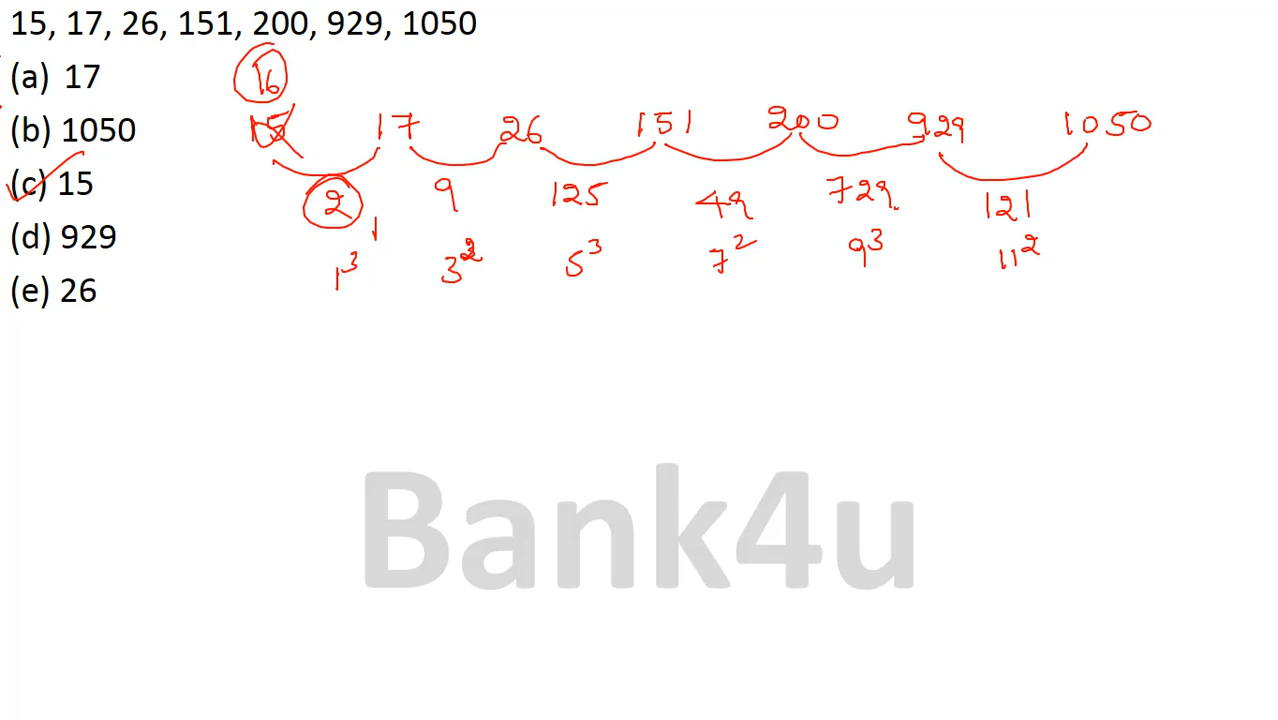 15, 17, 26, 151, 200, 929, 1050
(a) 17
16
(b) 1050 15 17 26 151 200 929 1050
(c) 15 2 9 125 49 729 121
(d) 929 1³ 3² 5³ 7² 9³ 11²
(e) 26
Bank4u